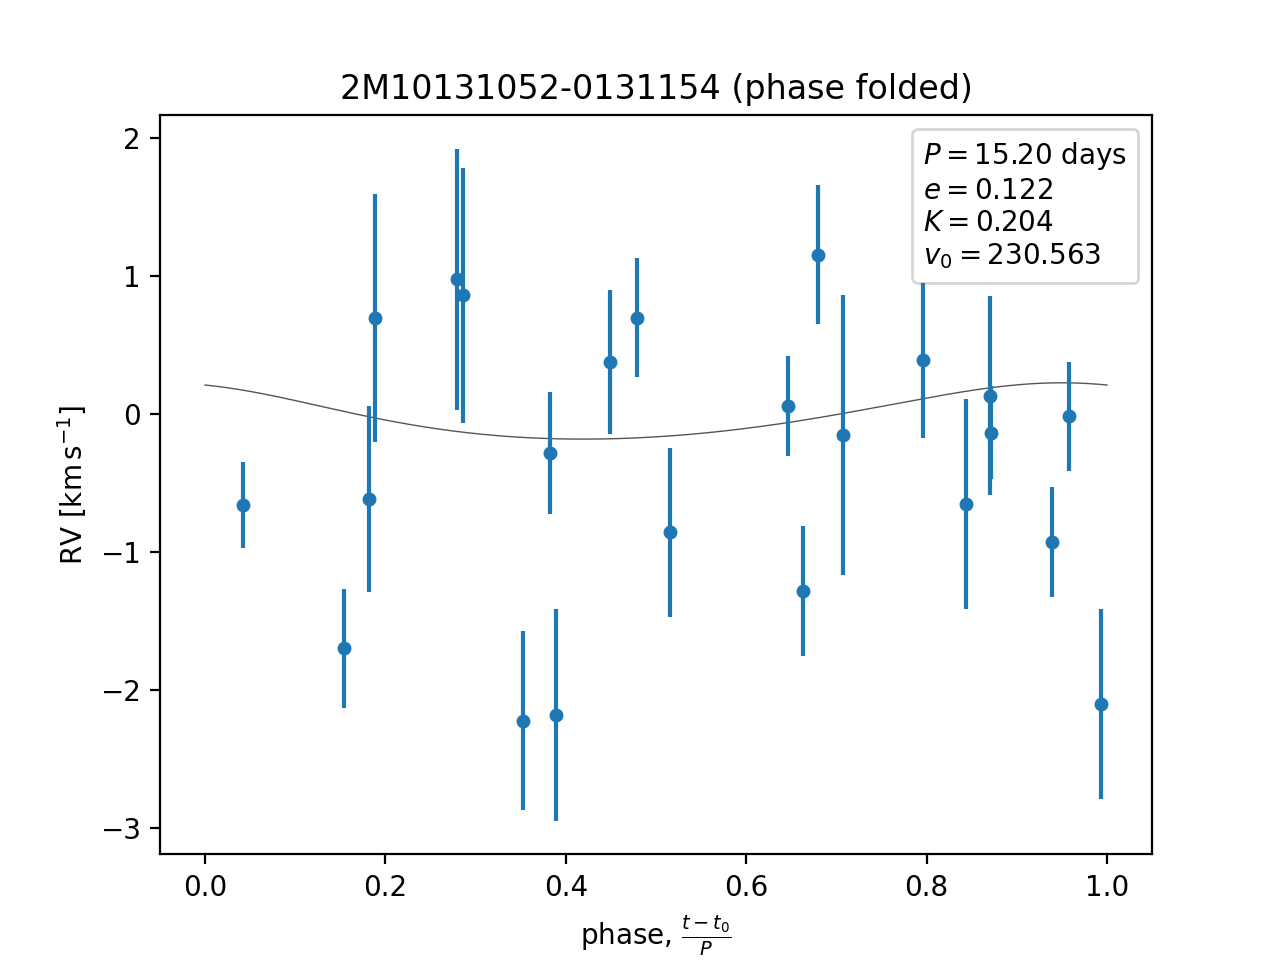 2M10131052-0131154 (phase folded)
P = 15.20 days
e = 0.122
K = 0.204
v₀ = 230.563
RV [km s⁻¹]
2
1
0
−1
−2
−3
0.0 0.2 0.4 0.6 0.8 1.0
phase, (t − t₀)/P